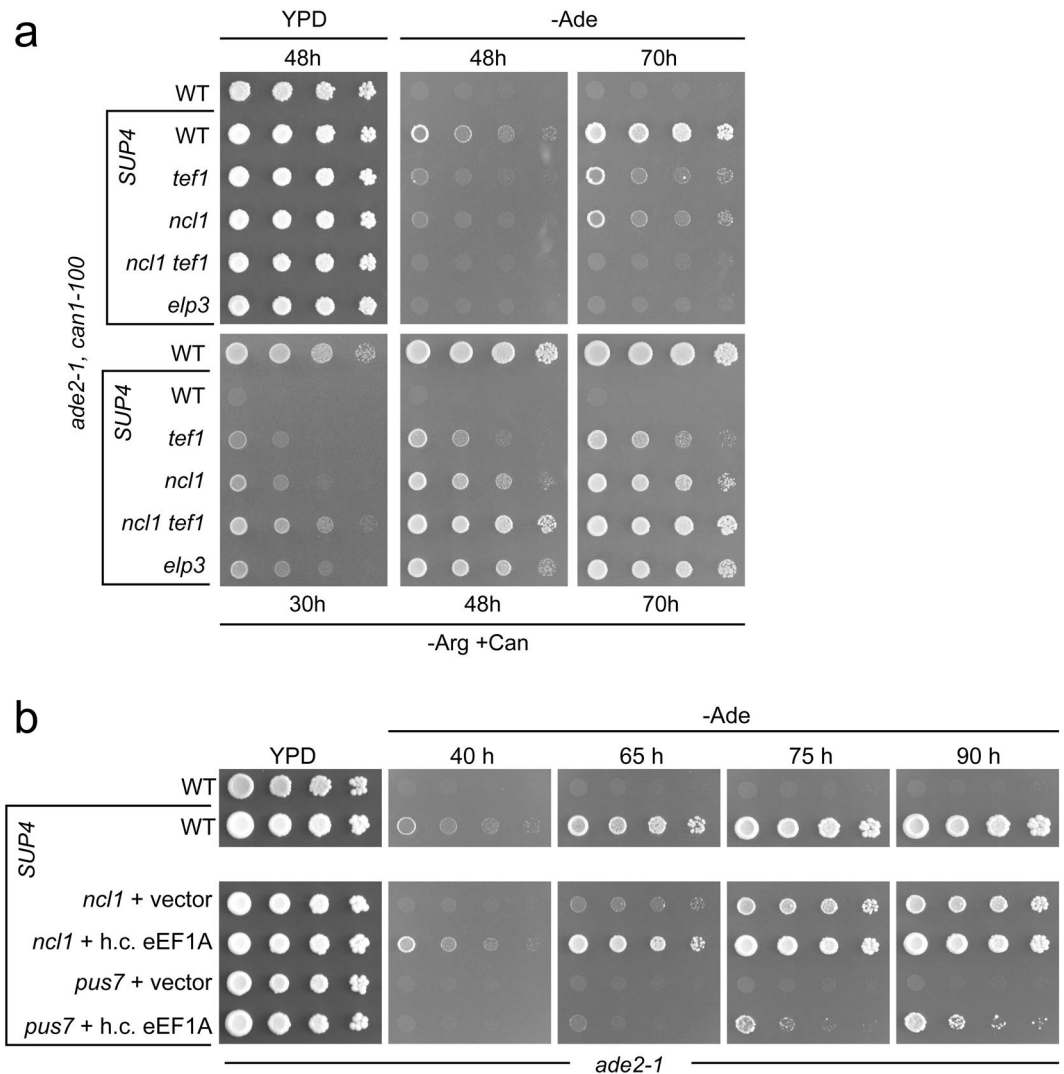 a
YPD
-Ade
48h
48h
70h
WT
WT
tef1
ncl1
ncl1 tef1
elp3
SUP4
ade2-1, can1-100
WT
WT
tef1
ncl1
ncl1 tef1
elp3
SUP4
30h
48h
70h
-Arg +Can
b
-Ade
YPD
40 h
65 h
75 h
90 h
WT
WT
SUP4
ncl1 + vector
ncl1 + h.c. eEF1A
pus7 + vector
pus7 + h.c. eEF1A
ade2-1